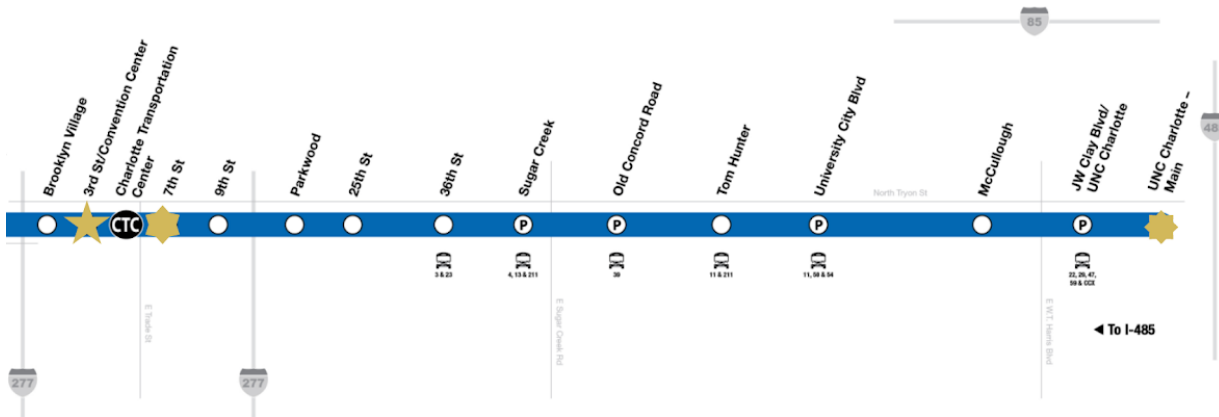 85
485
Brooklyn Village
3rd St/Convention Center
Charlotte Transportation
Center
7th St
9th St
Parkwood
25th St
36th St
Sugar Creek
Old Concord Road
Tom Hunter
University City Blvd
McCullough
JW Clay Blvd/
UNC Charlotte
UNC Charlotte –
Main
North Tryon St
CTC
P
P
P
P
3 & 23
4, 13 & 211
39
11 & 211
11, 50 & 54
22, 29, 47,
59 & CCX
E Trade St
E Sugar Creek Rd
E W.T. Harris Blvd
◄ To I-485
277
277